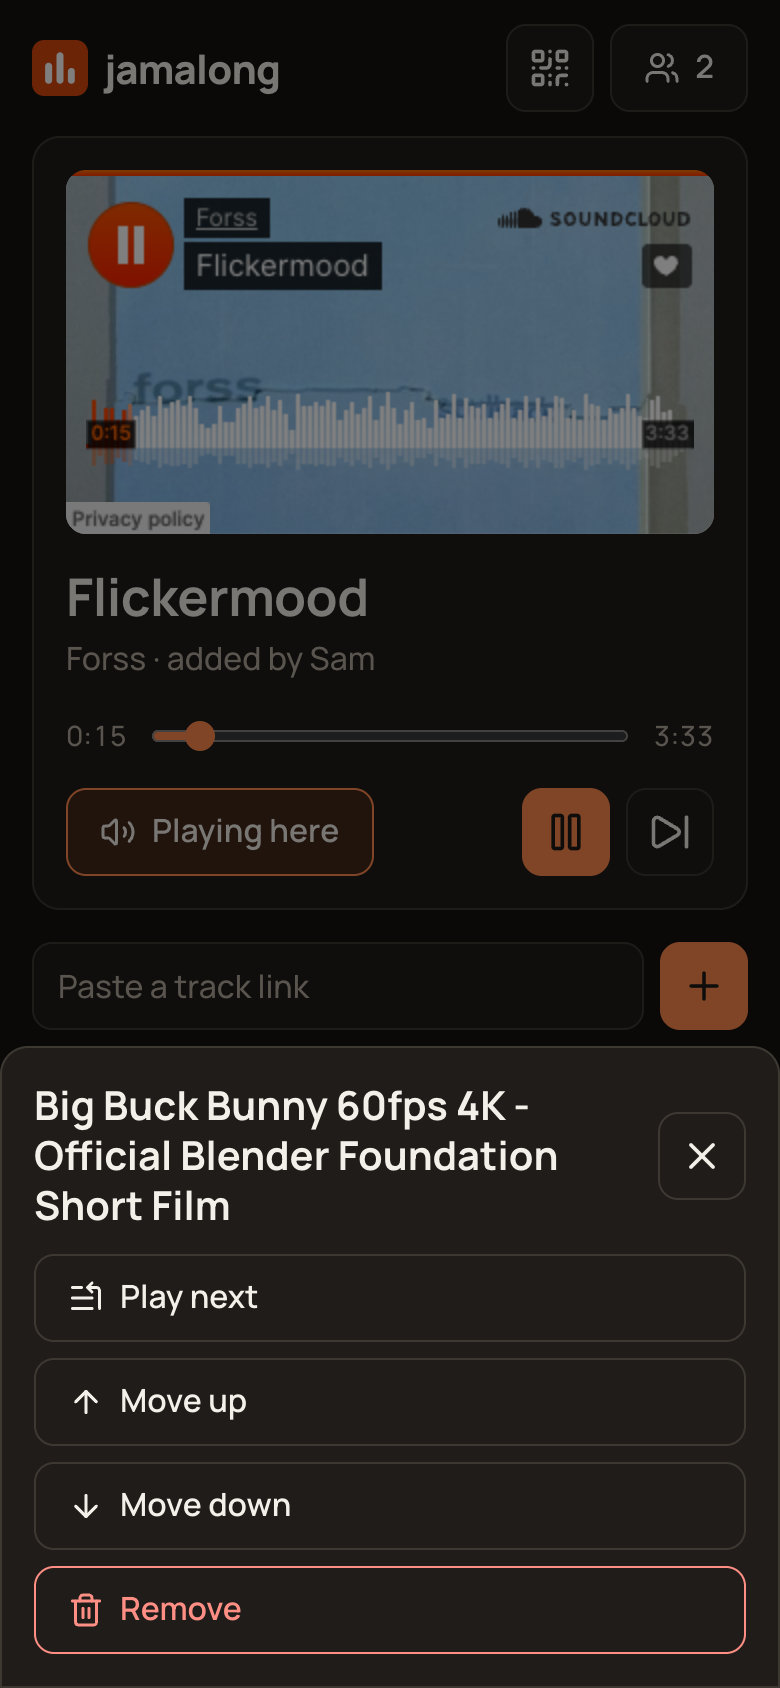 jamalong
2
Forss
SOUNDCLOUD
Flickermood
forss
0:15
3:33
Privacy policy
Flickermood
Forss · added by Sam
0:15
3:33
Playing here
Paste a track link
Big Buck Bunny 60fps 4K -
Official Blender Foundation
Short Film
Play next
Move up
Move down
Remove